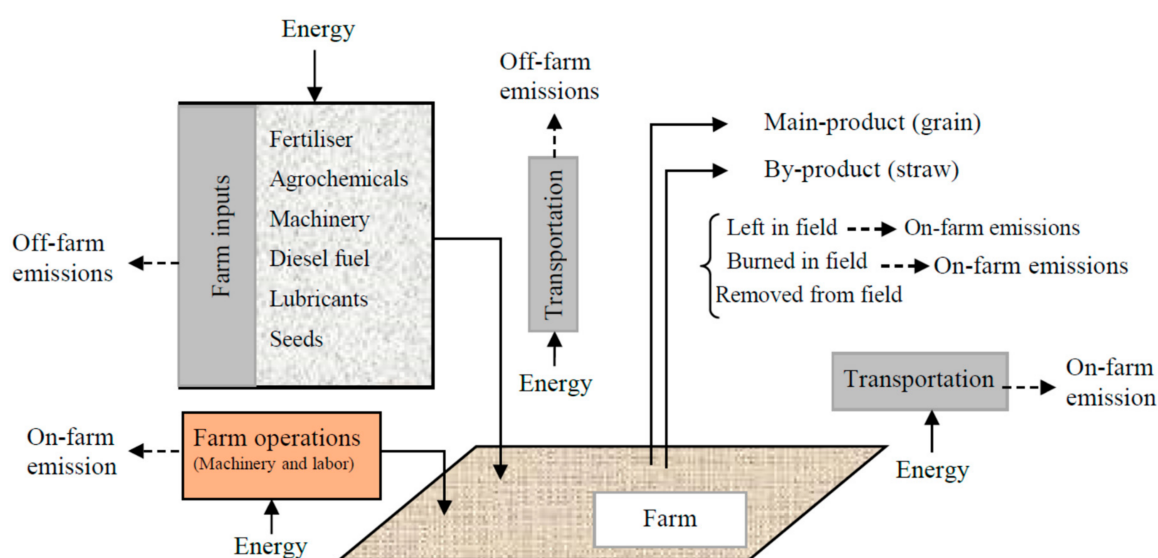 Energy
Farm inputs
Fertiliser
Agrochemicals
Machinery
Diesel fuel
Lubricants
Seeds
Off-farm
emissions
Off-farm
emissions
Transportation
Energy
Main-product (grain)
By-product (straw)
Left in field
On-farm emissions
Burned in field
On-farm emissions
Removed from field
Transportation
On-farm
emission
Energy
On-farm
emission
Farm operations
(Machinery and labor)
Energy
Farm